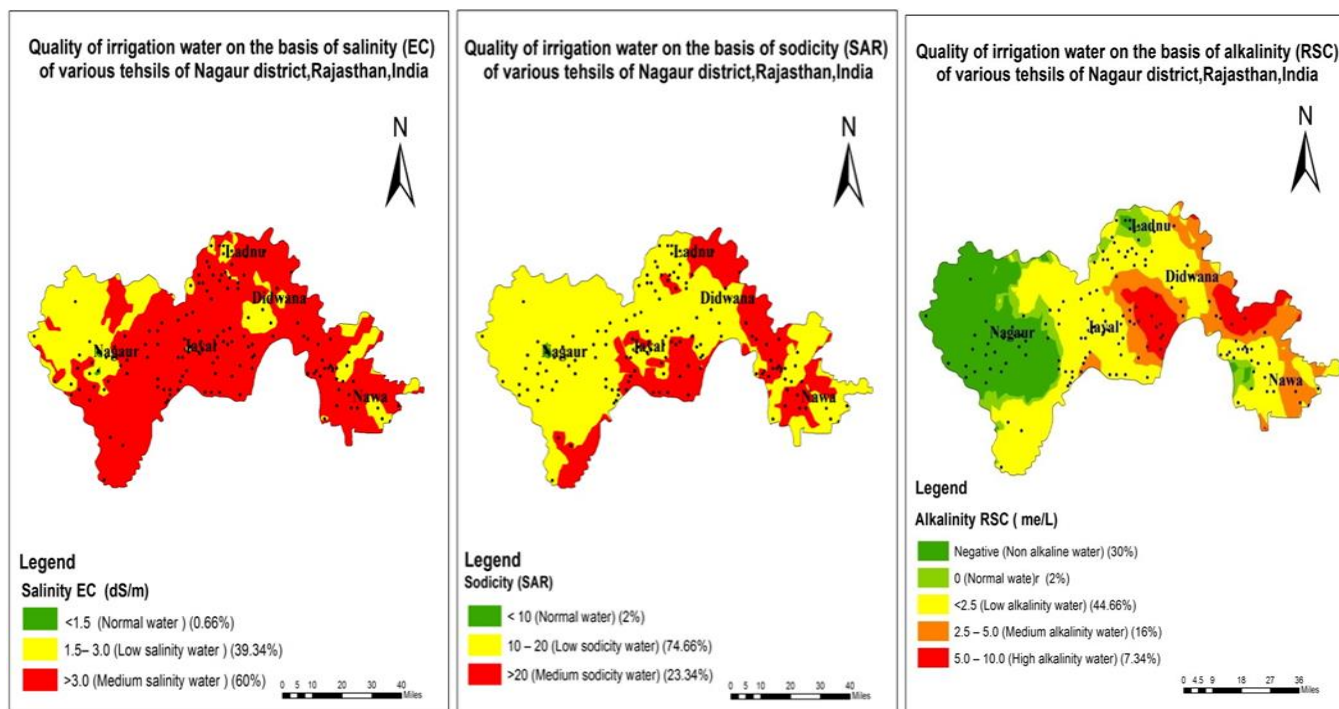 Quality of irrigation water on the basis of salinity (EC)
of various tehsils of Nagaur district,Rajasthan,India
N
Ladnu
Didwana
Nagaur
Jayal
Nawa
Legend
Salinity EC (dS/m)
<1.5 (Normal water ) (0.66%)
1.5– 3.0 (Low salinity water ) (39.34%)
>3.0 (Medium salinity water ) (60%)
0 5 10 20 30 40
Miles
Quality of irrigation water on the basis of sodicity (SAR)
of various tehsils of Nagaur district,Rajasthan,India
N
Ladnu
Didwana
Nagaur
Jayal
Nawa
Legend
Sodicity (SAR)
< 10 (Normal water) (2%)
10 – 20 (Low sodicity water) (74.66%)
>20 (Medium sodicity water) (23.34%)
0 5 10 20 30 40
Miles
Quality of irrigation water on the basis of alkalinity (RSC)
of various tehsils of Nagaur district,Rajasthan,India
N
Ladnu
Didwana
Nagaur
Jayal
Nawa
Legend
Alkalinity RSC ( me/L)
Negative (Non alkaline water) (30%)
0 (Normal wate)r (2%)
<2.5 (Low alkalinity water) (44.66%)
2.5 – 5.0 (Medium alkalinity water) (16%)
5.0 – 10.0 (High alkalinity water) (7.34%)
0 4.5 9 18 27 36
Miles